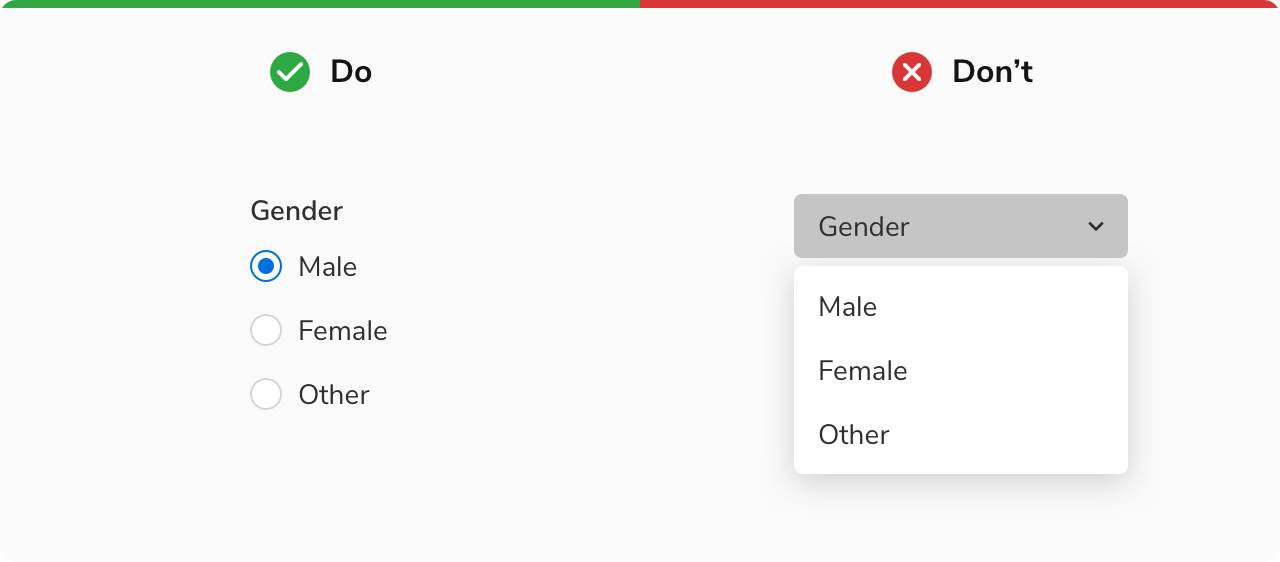 Do
Gender
Male
Female
Other
Don’t
Gender
Male
Female
Other